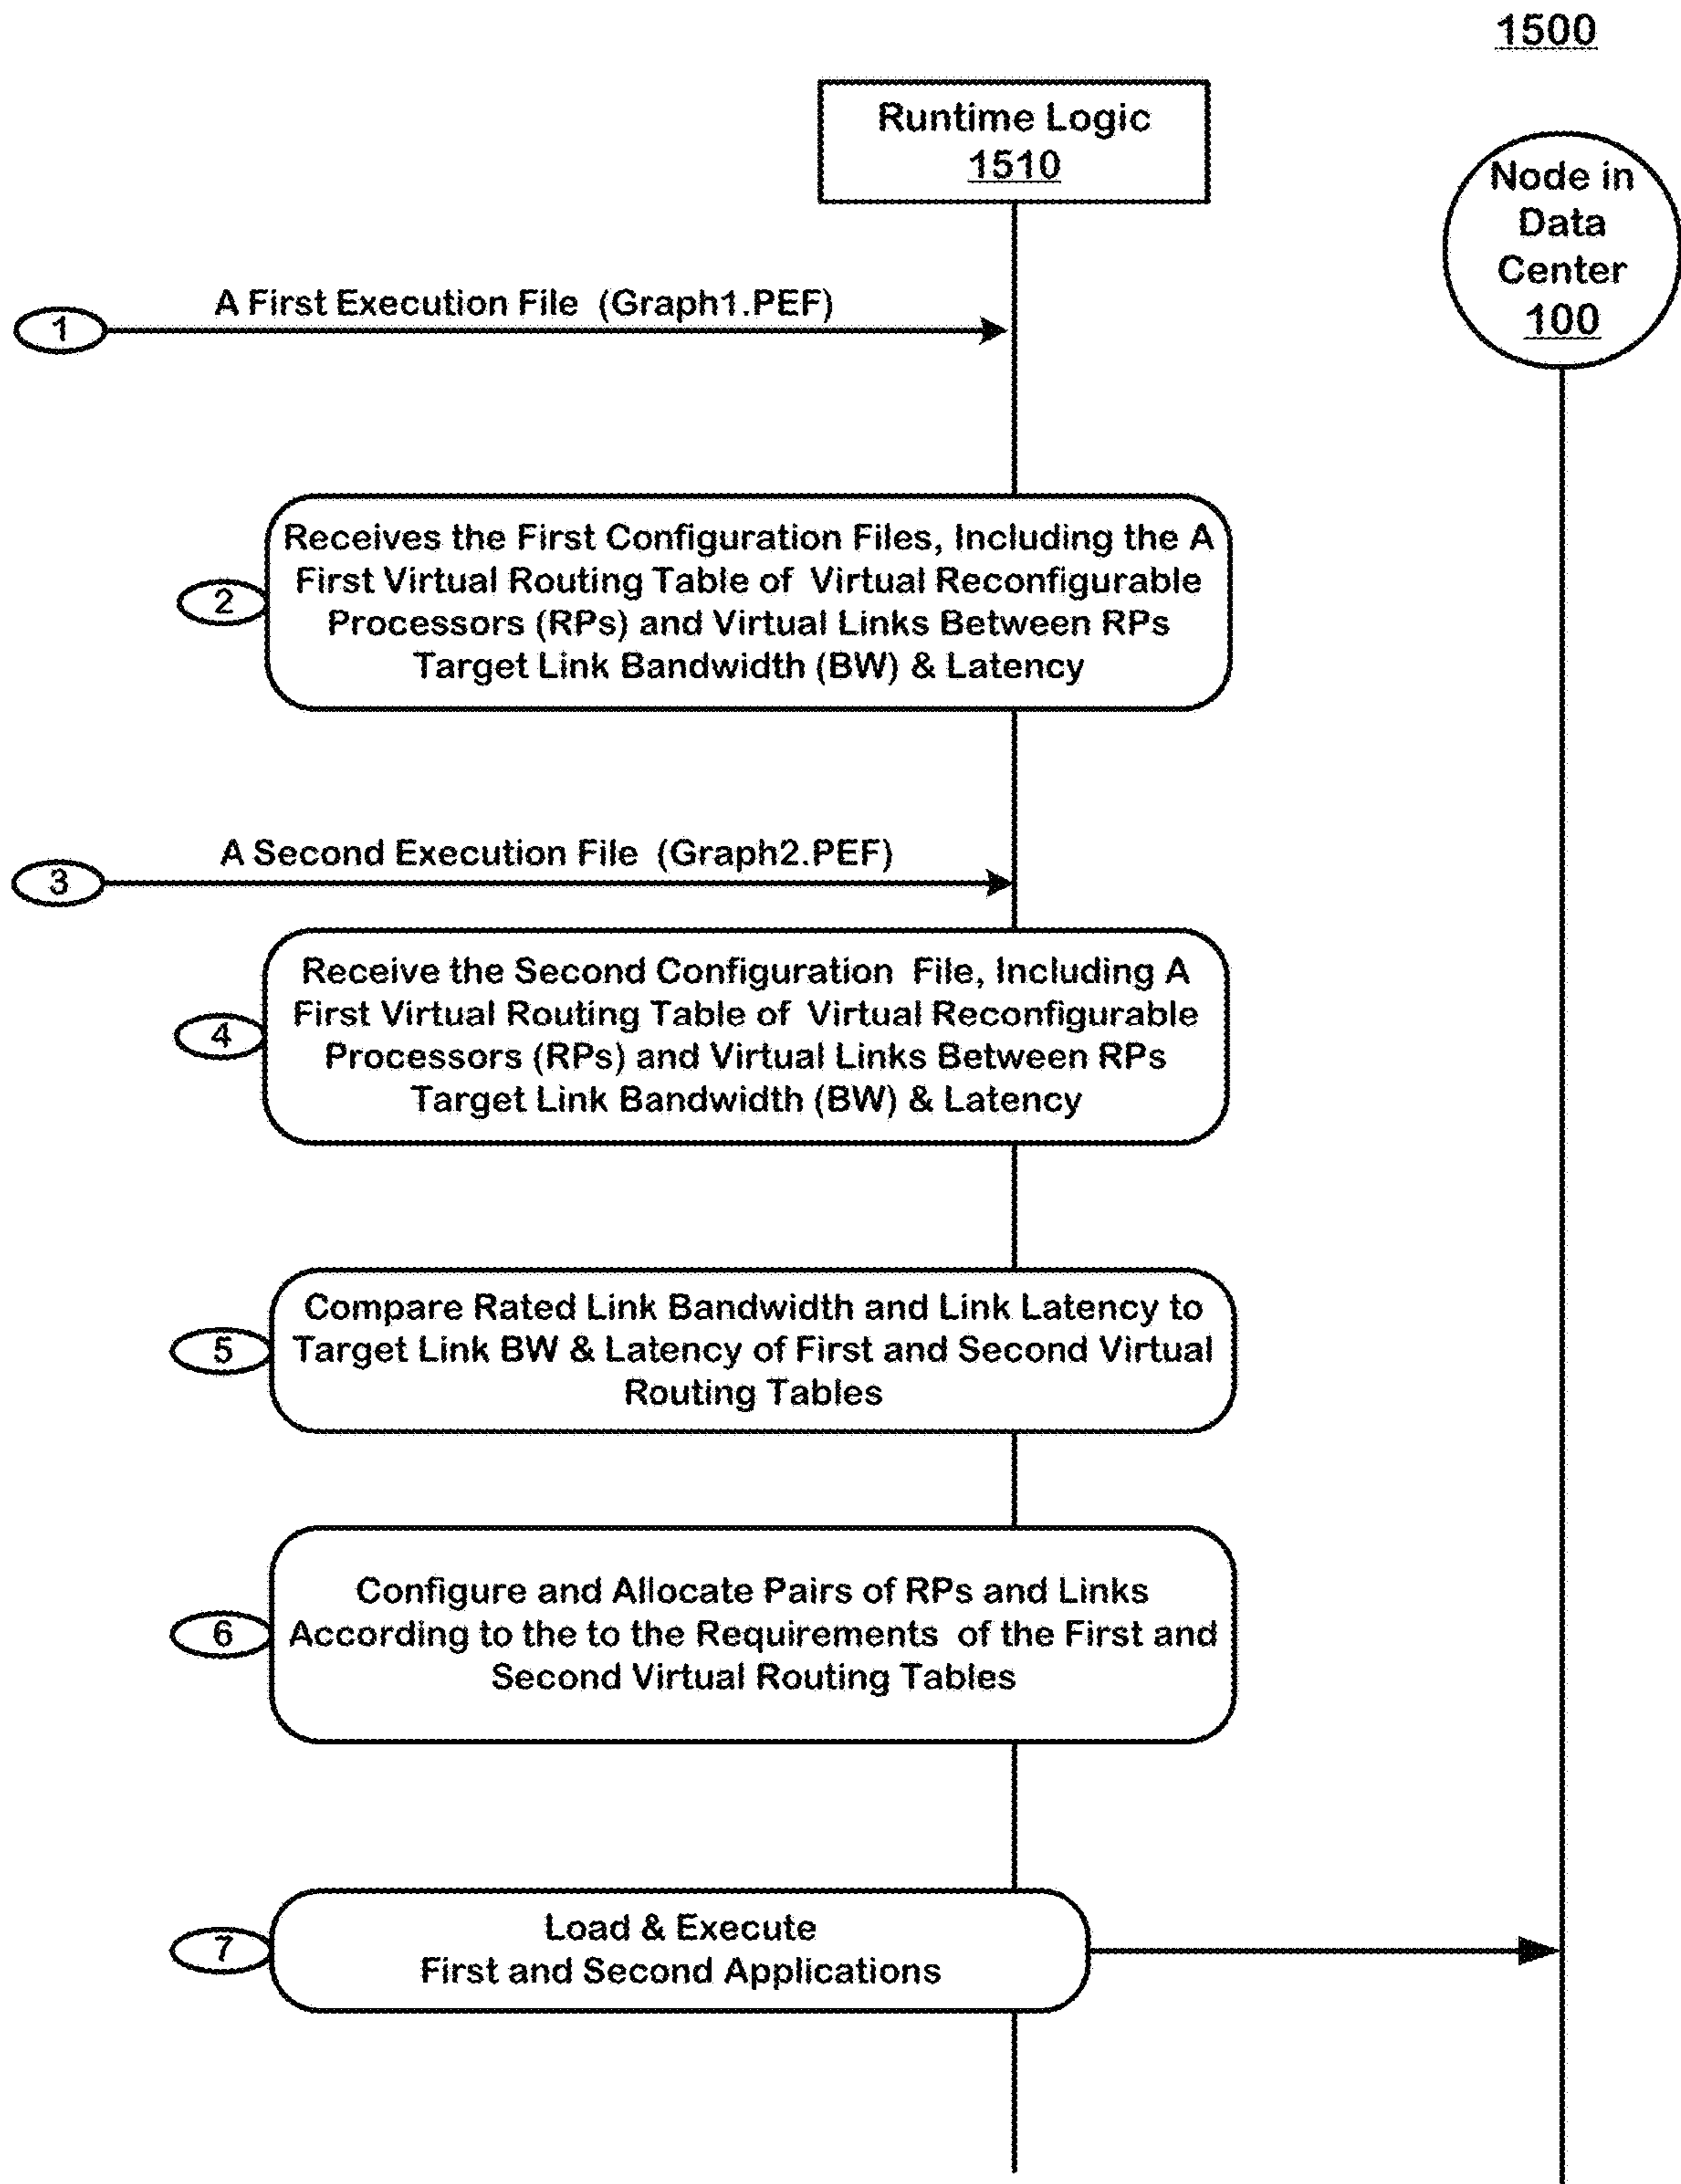 1500
Runtime Logic
1510
Node in
Data
Center
100
A First Execution File (Graph1.PEF)
1
Receives the First Configuration Files, Including the A
First Virtual Routing Table of Virtual Reconfigurable
Processors (RPs) and Virtual Links Between RPs
Target Link Bandwidth (BW) & Latency
2
A Second Execution File (Graph2.PEF)
3
Receive the Second Configuration File, Including A
First Virtual Routing Table of Virtual Reconfigurable
Processors (RPs) and Virtual Links Between RPs
Target Link Bandwidth (BW) & Latency
4
Compare Rated Link Bandwidth and Link Latency to
Target Link BW & Latency of First and Second Virtual
Routing Tables
5
Configure and Allocate Pairs of RPs and Links
According to the to the Requirements of the First and
Second Virtual Routing Tables
6
Load & Execute
First and Second Applications
7